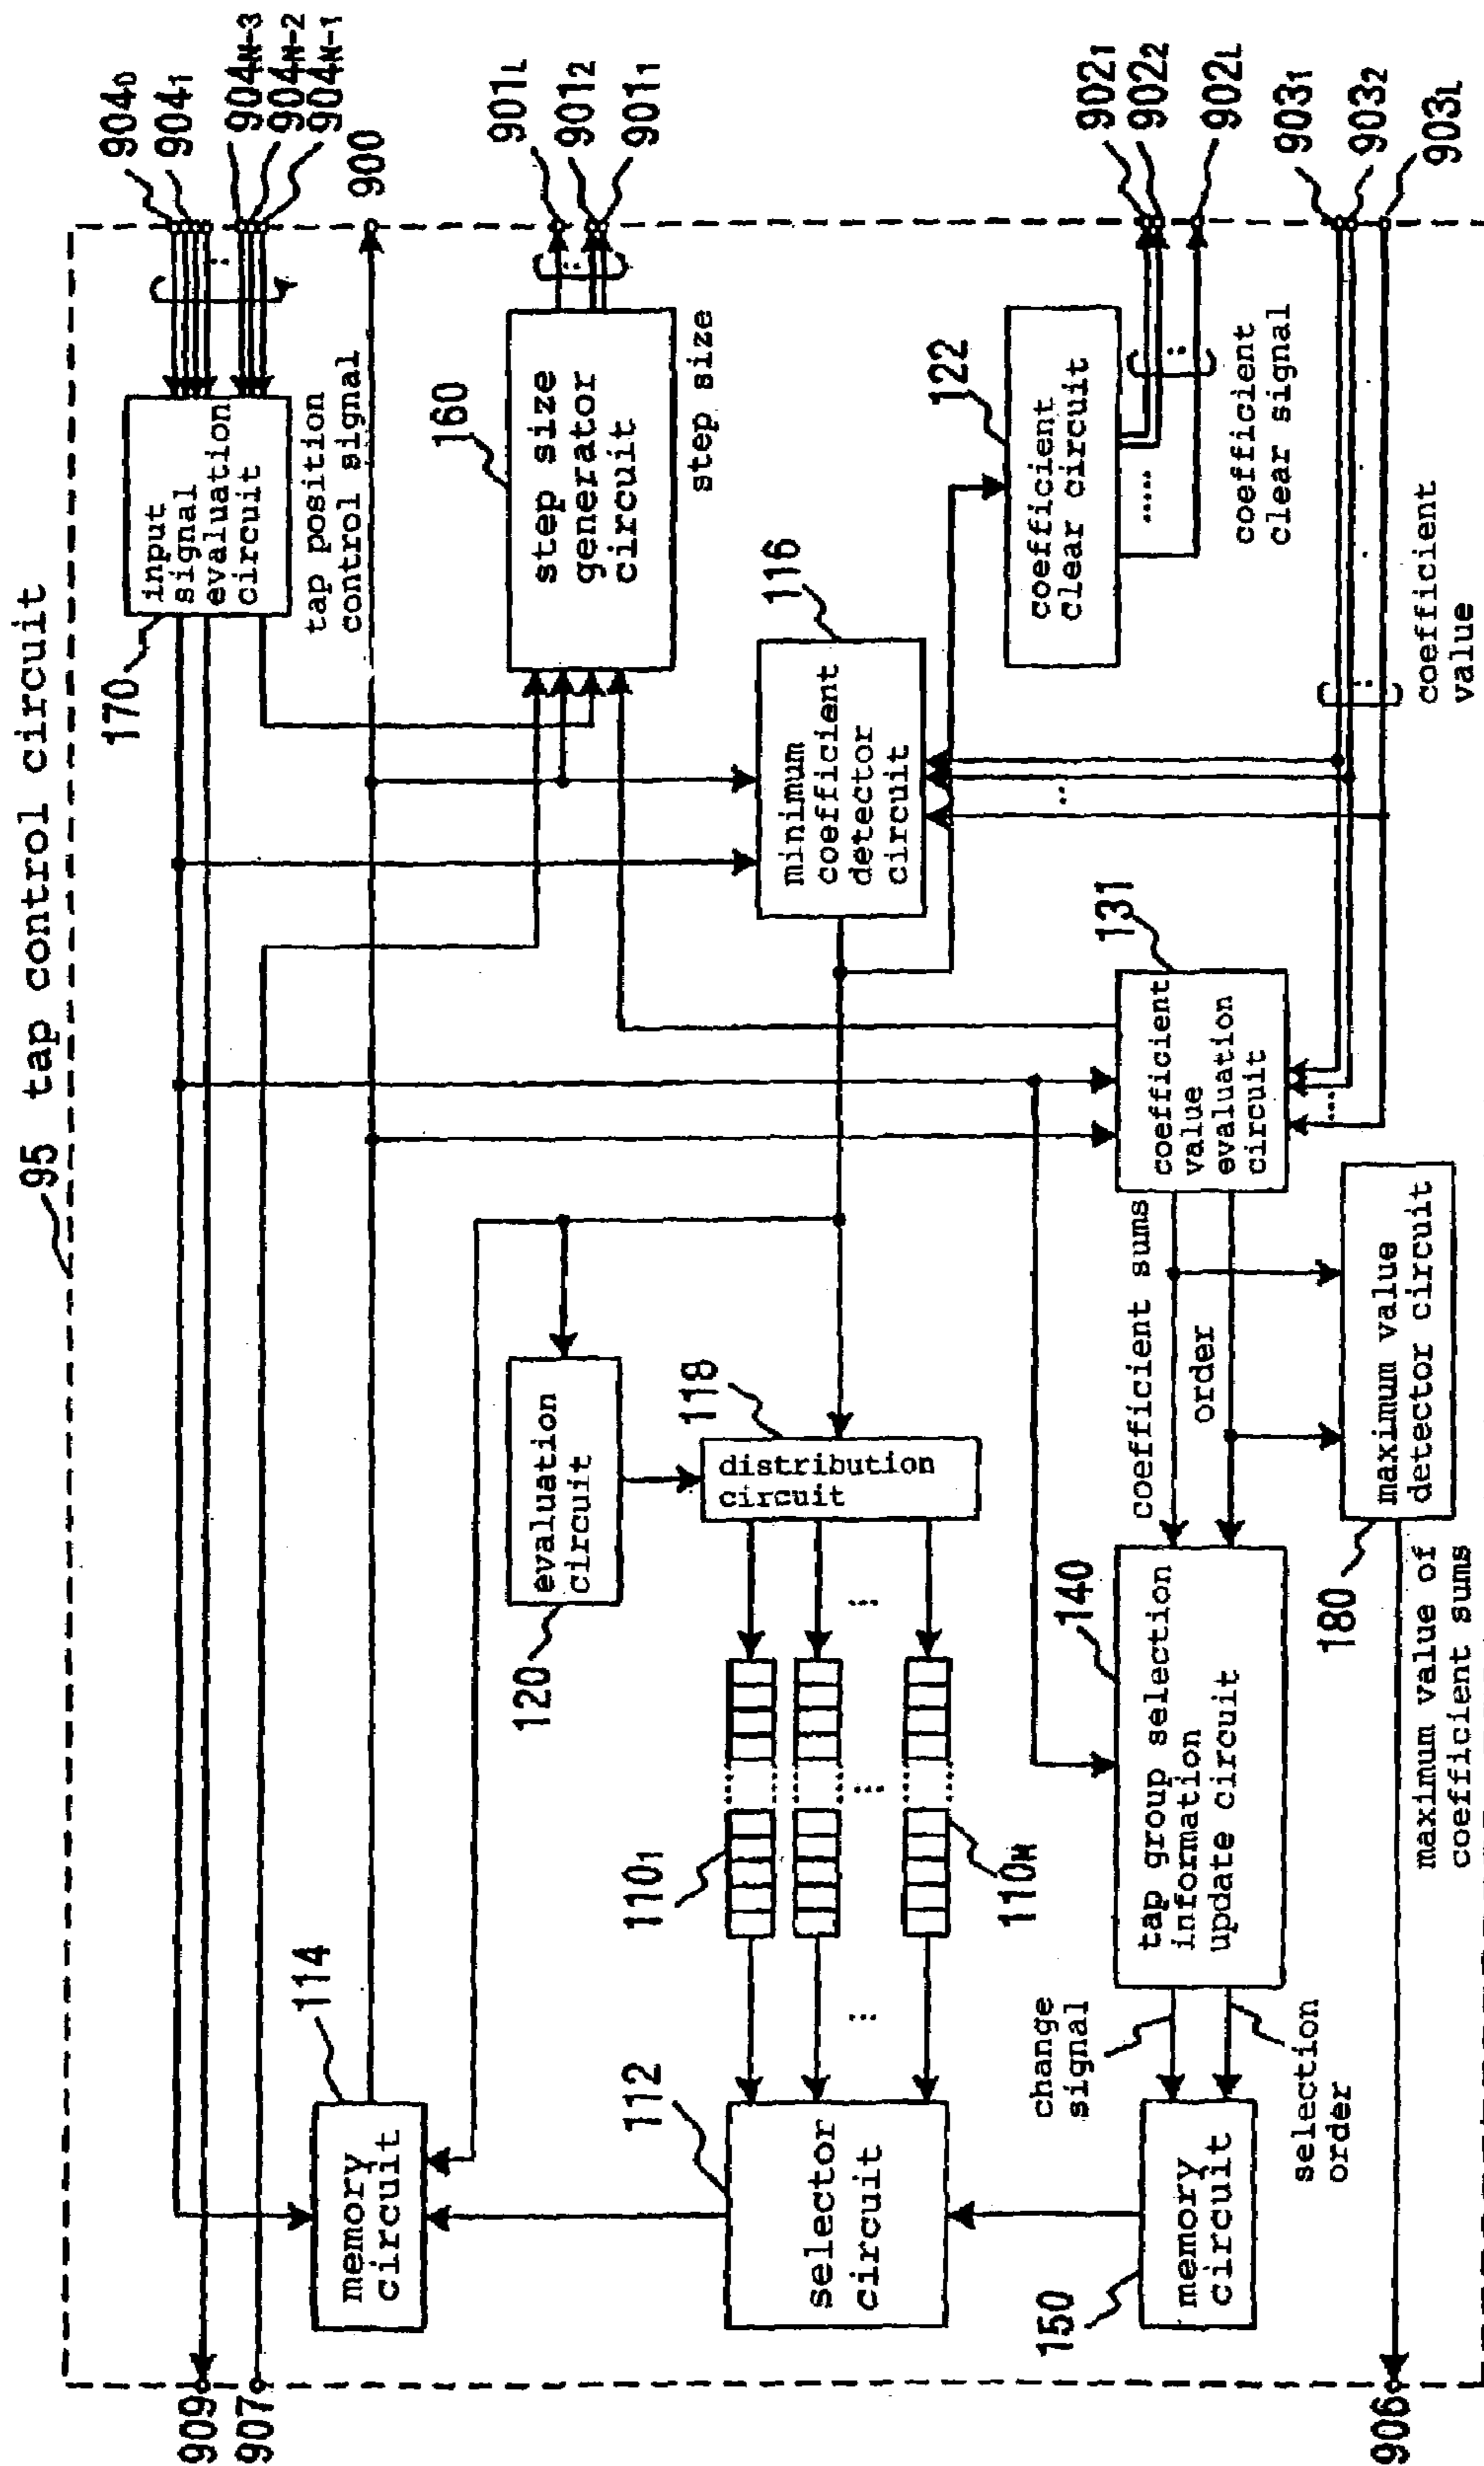 95 tap control circuit
904₀
904₁
904N-3
904N-2
904N-1
900
901L
901₂
901₁
902₁
902₂
902L
903₁
903₂
903L
170
input
signal
evaluation
circuit
tap position
control signal
160
step size
generator
circuit
step size
116
minimum
coefficient
detector
circuit
122
coefficient
clear circuit
coefficient
clear signal
coefficient
value
131
coefficient
value
evaluation
circuit
coefficient sums
order
120
evaluation
circuit
118
distribution
circuit
110₁
110M
114
memory
circuit
112
selector
circuit
140
tap group selection
information
update circuit
change
signal
selection
order
150
memory
circuit
180
maximum value
detector circuit
maximum value of
coefficient sums
909
907
906